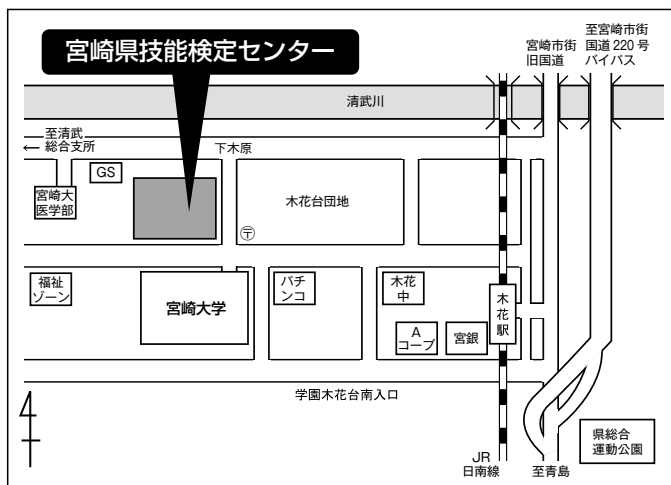 宮崎県技能検定センター
宮崎市街
旧国道
至宮崎市街
国道220号
バイパス
清武川
至清武
← 総合支所
下木原
GS
宮崎大
医学部
木花台団地
〒
福祉
ゾーン
宮崎大学
パチ
ンコ
木花
中
木花駅
A
コープ
宮銀
学園木花台南入口
JR
日南線
至青島
県総合
運動公園